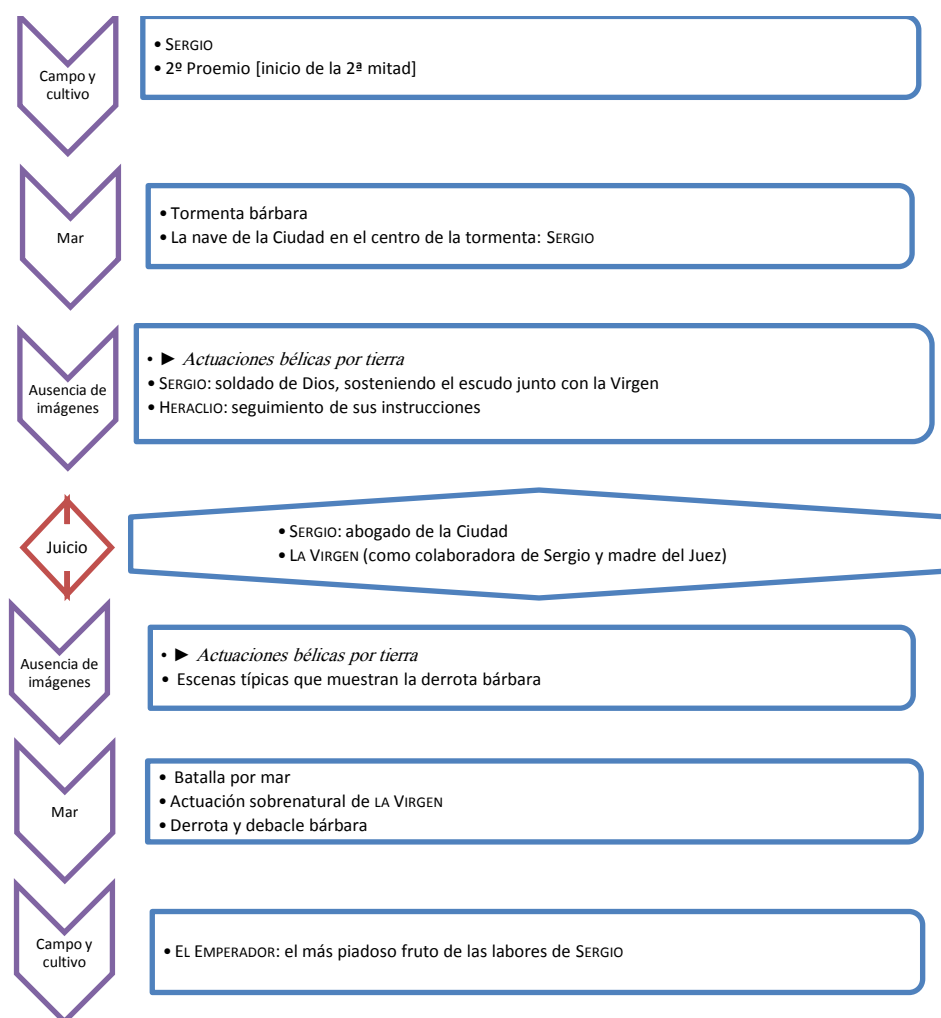 Campo y
cultivo
• SERGIO
• 2º Proemio [inicio de la 2ª mitad]
Mar
• Tormenta bárbara
• La nave de la Ciudad en el centro de la tormenta: SERGIO
Ausencia de
imágenes
• ► Actuaciones bélicas por tierra
• SERGIO: soldado de Dios, sosteniendo el escudo junto con la Virgen
• HERACLIO: seguimiento de sus instrucciones
Juicio
• SERGIO: abogado de la Ciudad
• LA VIRGEN (como colaboradora de Sergio y madre del Juez)
Ausencia de
imágenes
• ► Actuaciones bélicas por tierra
• Escenas típicas que muestran la derrota bárbara
Mar
• Batalla por mar
• Actuación sobrenatural de LA VIRGEN
• Derrota y debacle bárbara
Campo y
cultivo
• EL EMPERADOR: el más piadoso fruto de las labores de SERGIO